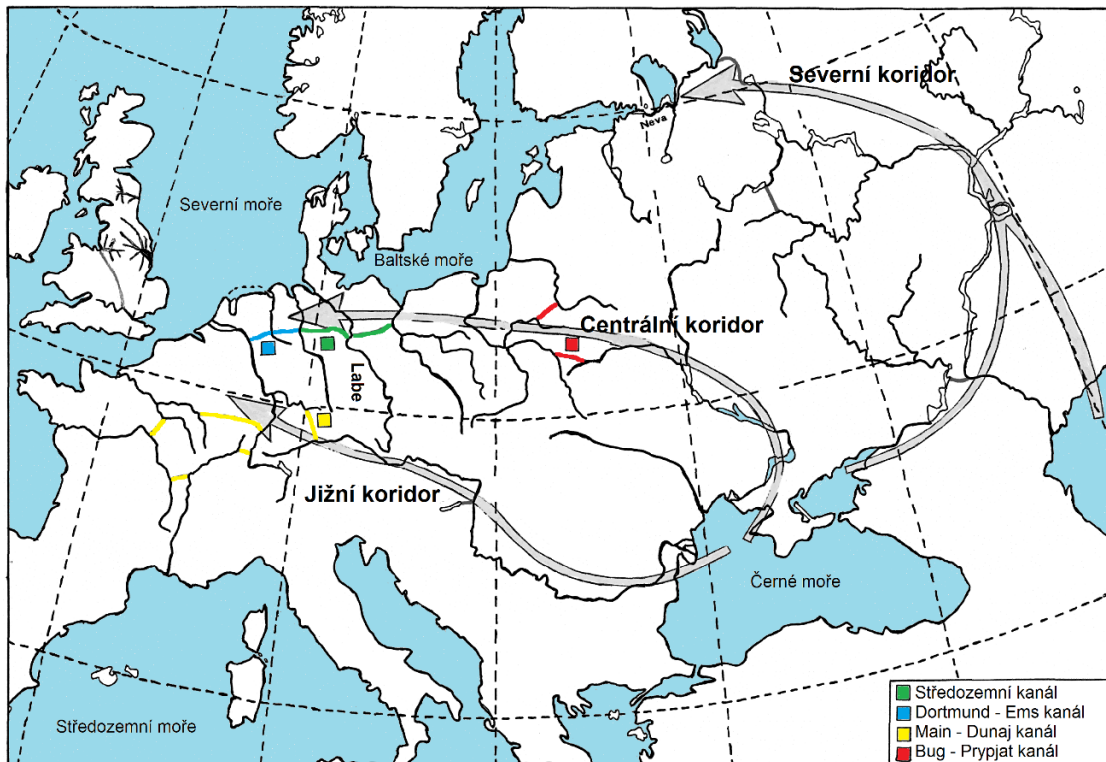 Severní koridor
Neva
Severní moře
Baltské moře
Centrální koridor
Labe
Jižní koridor
Černé moře
Středozemní moře
Středozemní kanál
Dortmund - Ems kanál
Main - Dunaj kanál
Bug - Prypjat kanál